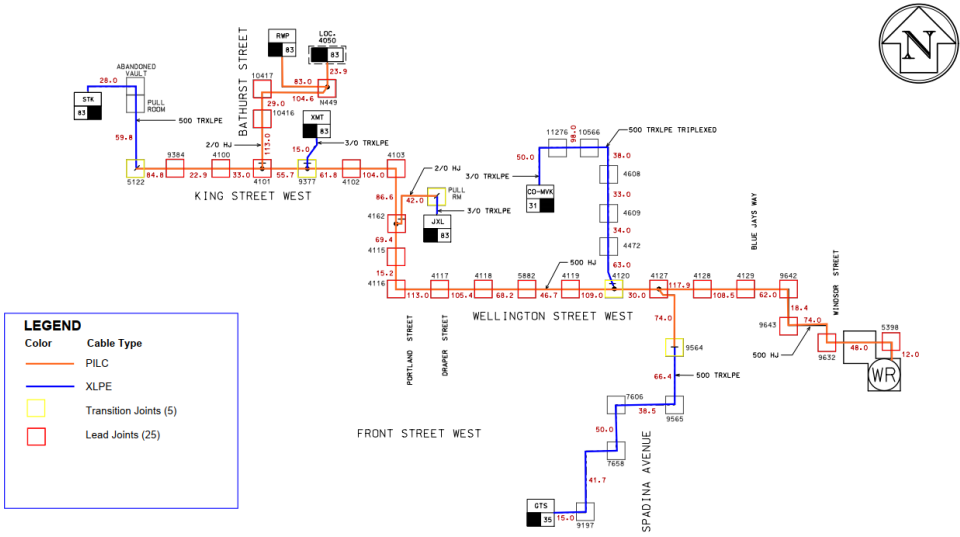 BATHURST STREET
RWP
83
LOC.
4050
83
N
23.9
83.0
104.6
N449
10417
29.0
10416
ABANDONED
VAULT
28.0
STK
83
PULL
ROOM
500 TRXLPE
59.8
XMT
83
2/0 HJ
113.0
15.0
3/0 TRXLPE
5122
84.8
9384
22.9
4100
33.0
4101
55.7
9377
61.8
4102
104.0
4103
KING STREET WEST
2/0 HJ
86.6
42.0
PULL
RM
4162
JXL
83
3/0 TRXLPE
69.4
4115
15.2
4116
11276
98.0
10566
500 TRXLPE TRIPLEXED
50.0
38.0
3/0 TRXLPE
CD-MVK
31
4608
33.0
4609
34.0
4472
63.0
BLUE JAYS WAY
WINDSOR STREET
113.0
4117
105.4
4118
68.2
5882
46.7
500 HJ
4119
109.0
4120
30.0
4127
117.9
4128
108.5
4129
62.0
9642
18.4
WELLINGTON STREET WEST
74.0
9643
74.0
500 HJ
9632
48.0
5398
12.0
WR
PORTLAND STREET
DRAPER STREET
9564
66.4
500 TRXLPE
7606
38.5
9565
50.0
7658
41.7
GTS
35
15.0
9197
FRONT STREET WEST
SPADINA AVENUE
LEGEND
Color Cable Type
PILC
XLPE
Transition Joints (5)
Lead Joints (25)